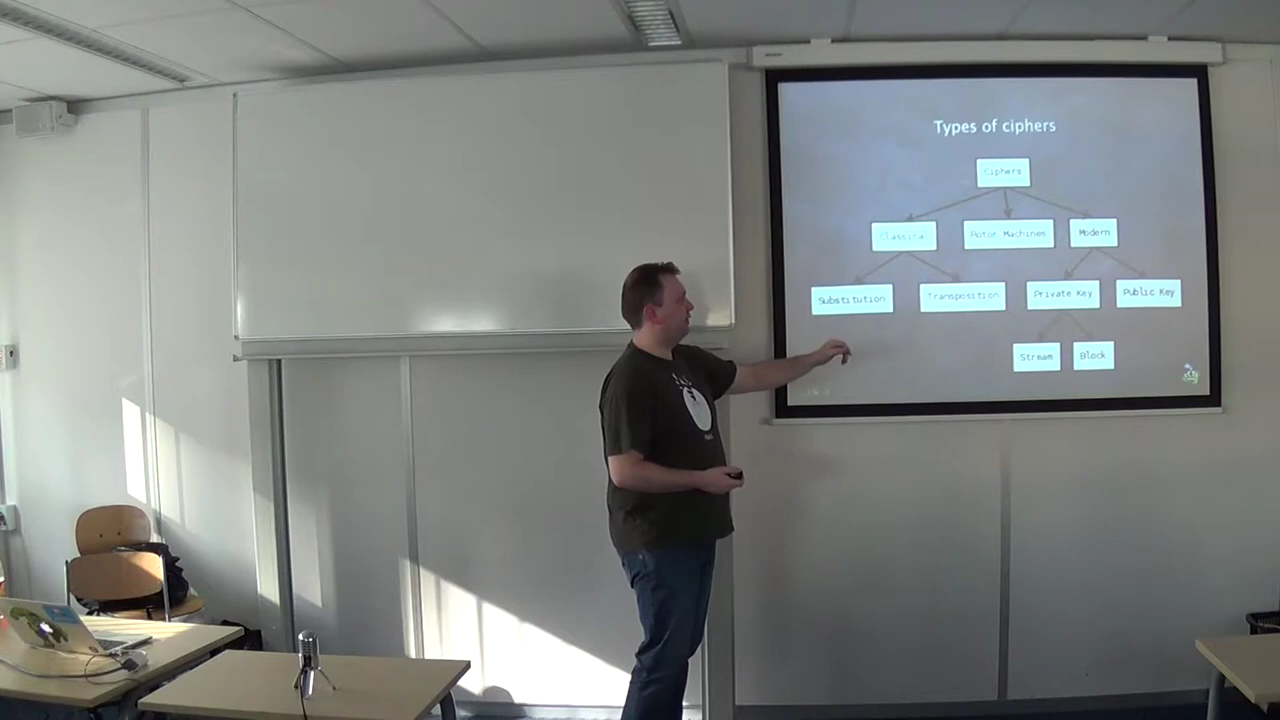 Types of ciphers
Ciphers
Classical Rotor Machines Modern
Substitution Transposition Private Key Public Key
Stream Block